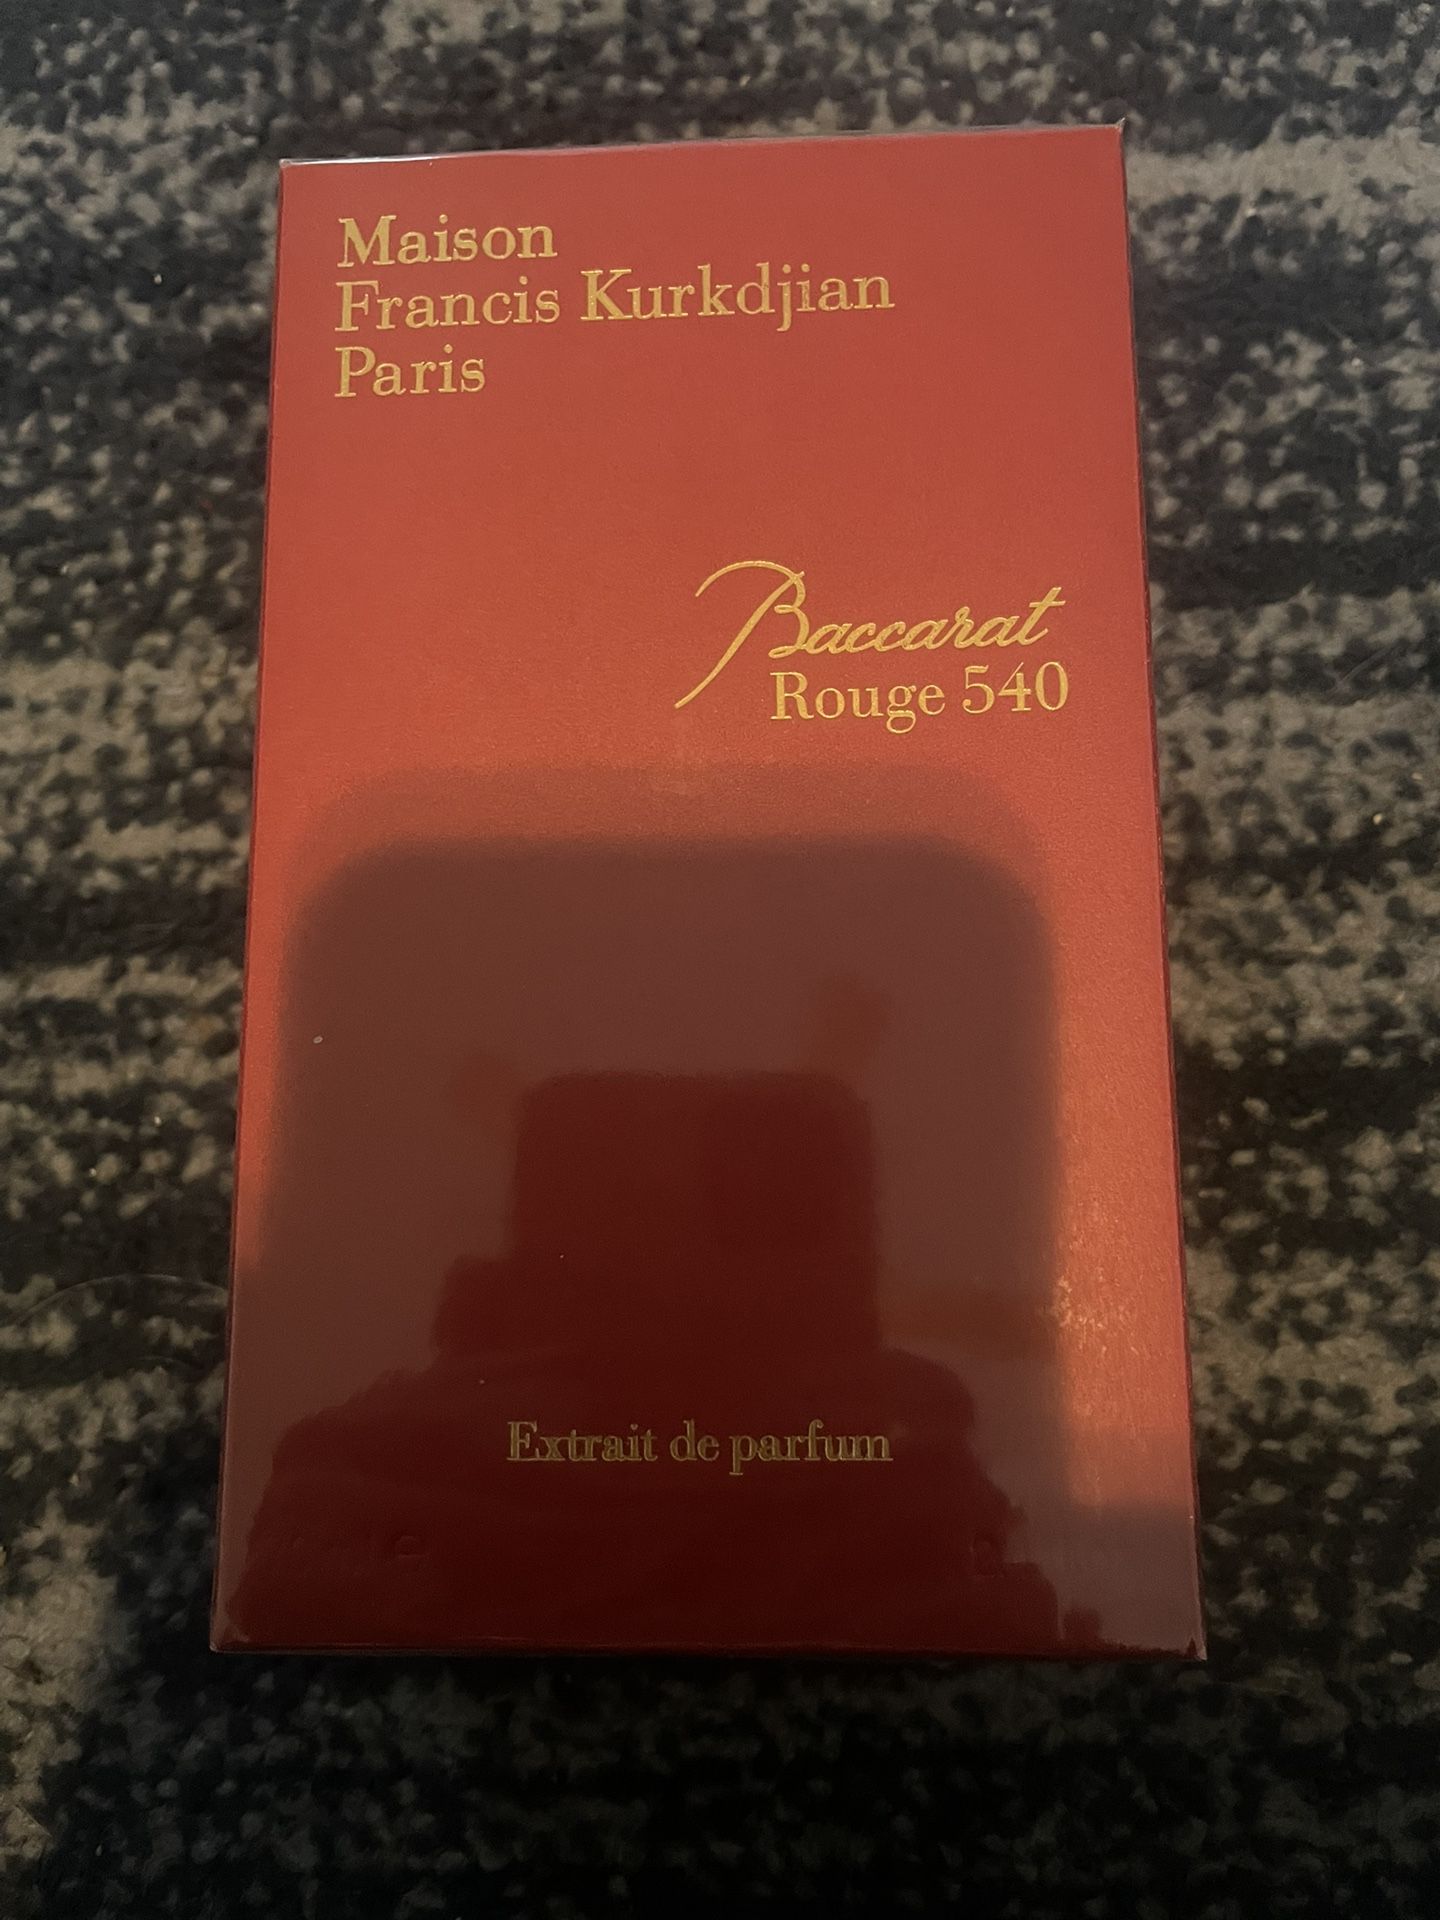 Maison
Francis Kurkdjian
Paris
Baccarat
Rouge 540
Extrait de parfum